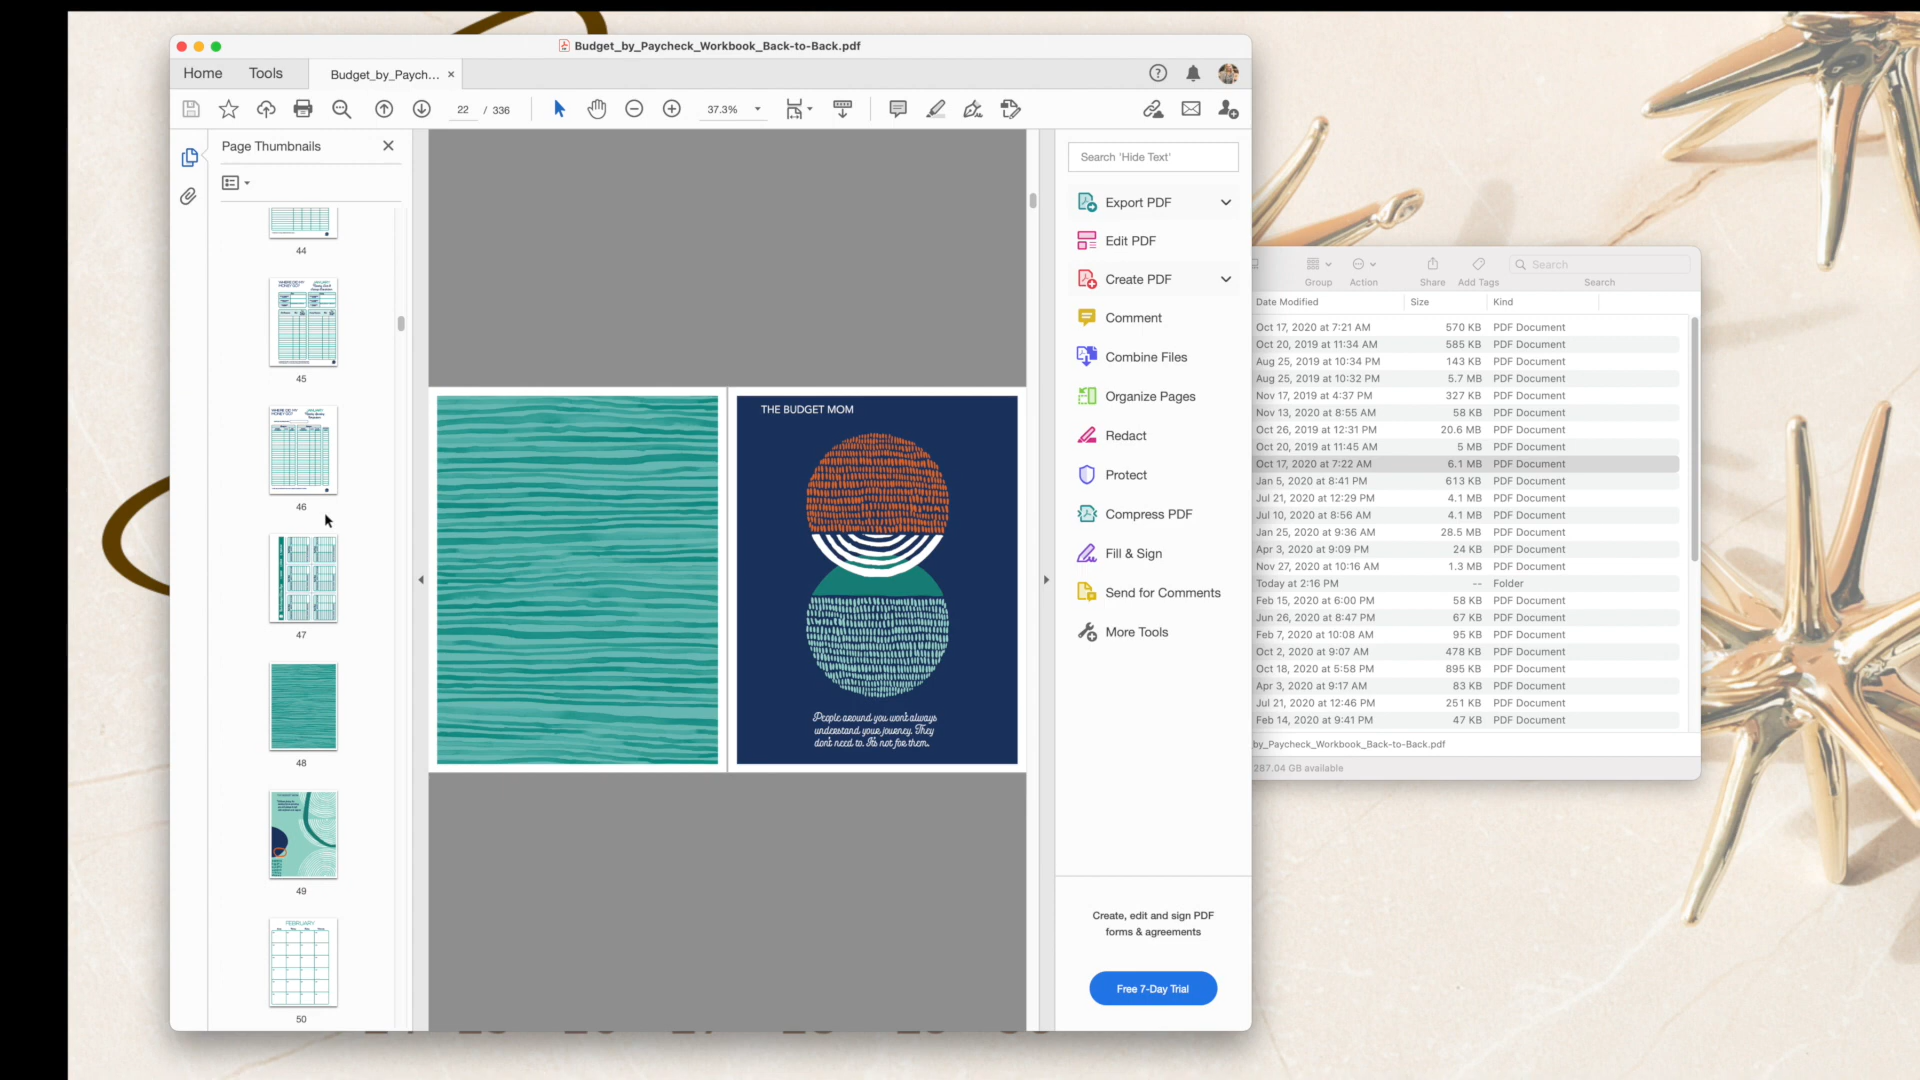 Budget_by_Paycheck_Workbook_Back-to-Back.pdf
Home
Tools
Budget_by_Paych... ×
22 / 336
37.3%
Page Thumbnails
44
45
46
47
48
49
FEBRUARY
50
THE BUDGET MOM
People around you won't always
understand your journey. They
don't need to. It's not for them.
Search 'Hide Text'
Export PDF
Edit PDF
Create PDF
Comment
Combine Files
Organize Pages
Redact
Protect
Compress PDF
Fill & Sign
Send for Comments
More Tools
Create, edit and sign PDF
forms & agreements
Free 7-Day Trial
Search
Group Action Share Add Tags Search
Date Modified Size Kind
Oct 17, 2020 at 7:21 AM 570 KB PDF Document
Oct 20, 2019 at 11:34 AM 585 KB PDF Document
Aug 25, 2019 at 10:34 PM 143 KB PDF Document
Aug 25, 2019 at 10:32 PM 5.7 MB PDF Document
Nov 17, 2019 at 4:37 PM 327 KB PDF Document
Nov 13, 2020 at 8:55 AM 58 KB PDF Document
Oct 26, 2019 at 12:31 PM 20.6 MB PDF Document
Oct 20, 2019 at 11:45 AM 5 MB PDF Document
Oct 17, 2020 at 7:22 AM 6.1 MB PDF Document
Jan 5, 2020 at 8:41 PM 613 KB PDF Document
Jul 21, 2020 at 12:29 PM 4.1 MB PDF Document
Jul 10, 2020 at 8:56 AM 4.1 MB PDF Document
Jan 25, 2020 at 9:36 AM 28.5 MB PDF Document
Apr 3, 2020 at 9:09 PM 24 KB PDF Document
Nov 27, 2020 at 10:16 AM 1.3 MB PDF Document
Today at 2:16 PM -- Folder
Feb 15, 2020 at 6:00 PM 58 KB PDF Document
Jun 26, 2020 at 8:47 PM 67 KB PDF Document
Feb 7, 2020 at 10:08 AM 95 KB PDF Document
Oct 2, 2020 at 9:07 AM 478 KB PDF Document
Oct 18, 2020 at 5:58 PM 895 KB PDF Document
Apr 3, 2020 at 9:17 AM 83 KB PDF Document
Jul 21, 2020 at 12:46 PM 251 KB PDF Document
Feb 14, 2020 at 9:41 PM 47 KB PDF Document
by_Paycheck_Workbook_Back-to-Back.pdf
287.04 GB available